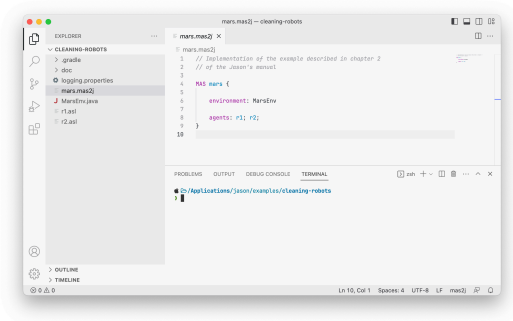 mars.mas2j — cleaning-robots
EXPLORER
CLEANING-ROBOTS
.gradle
doc
logging.properties
mars.mas2j
MarsEnv.java
r1.asl
r2.asl
OUTLINE
TIMELINE
mars.mas2j
mars.mas2j
1 // Implementation of the example described in chapter 2
2 // of the Jason's manual
3
4 MAS mars {
5
6 environment: MarsEnv
7
8 agents: r1; r2;
9 }
10
PROBLEMS OUTPUT DEBUG CONSOLE TERMINAL
zsh
/Applications/jason/examples/cleaning-robots
0 0
Ln 10, Col 1 Spaces: 4 UTF-8 LF mas2j